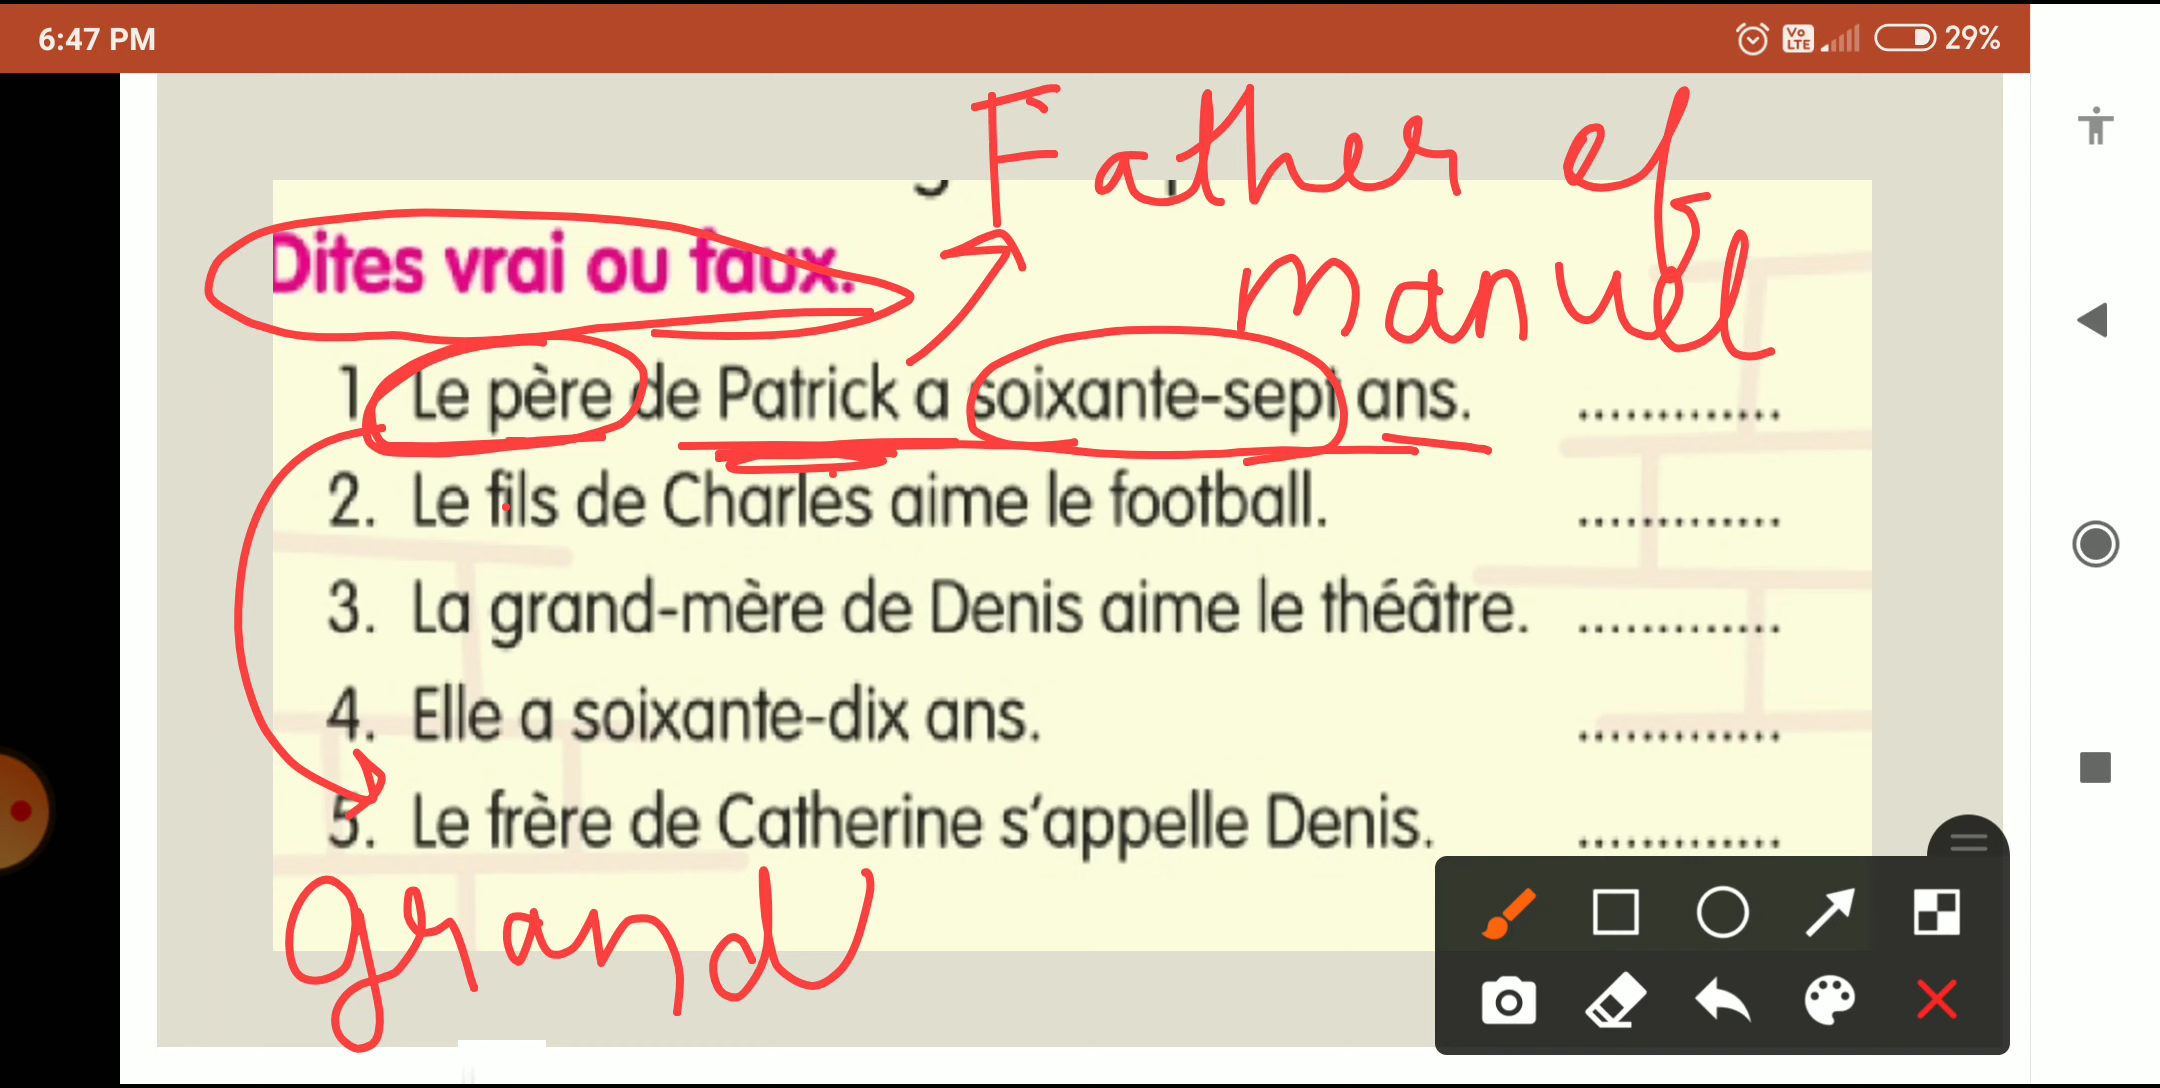 6:47 PM
Vo LTE
29%
Father of
manuel
Dites vrai ou faux.
1 Le père de Patrick a soixante-sept ans. .............
2. Le fils de Charles aime le football. .............
3. La grand-mère de Denis aime le théâtre. .............
4. Elle a soixante-dix ans. .............
5. Le frère de Catherine s'appelle Denis. .............
grand